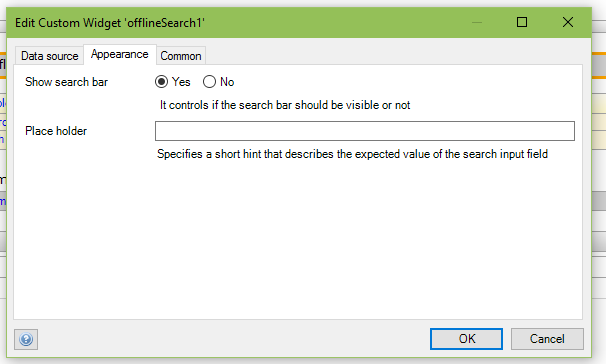 Edit Custom Widget 'offlineSearch1'
Data source Appearance Common
Show search bar Yes No
It controls if the search bar should be visible or not
Place holder
Specifies a short hint that describes the expected value of the search input field
OK Cancel